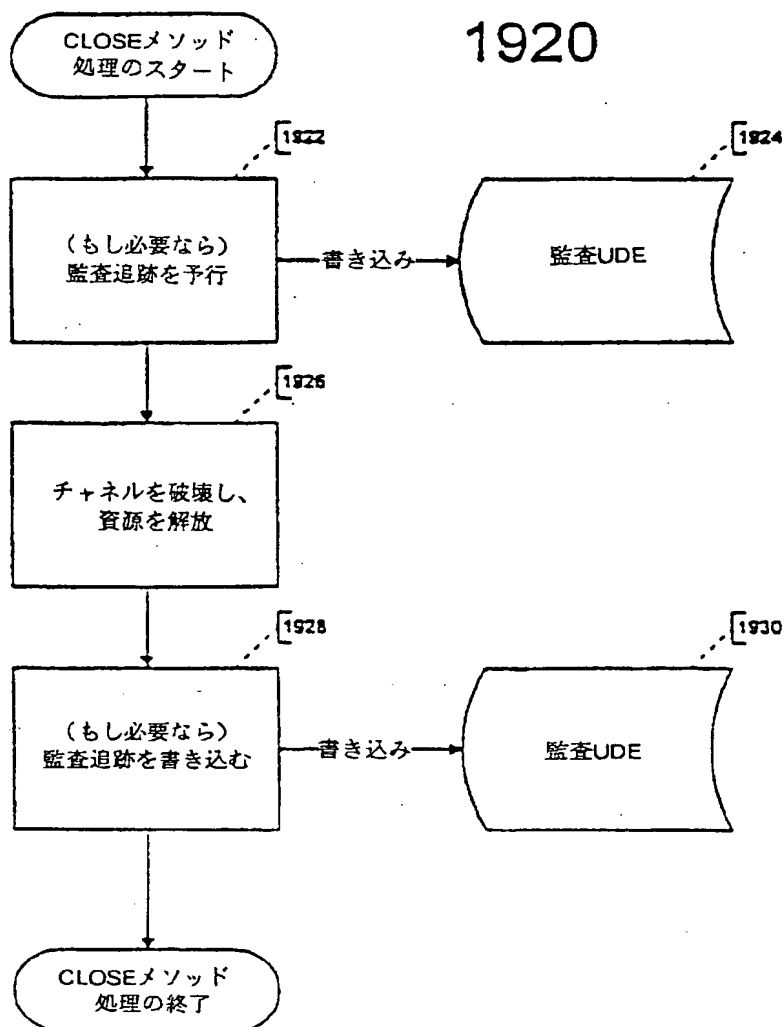 CLOSEメソッド
処理のスタート
1920
1922
1924
（もし必要なら）
監査追跡を予行
書き込み
監査UDE
1926
チャネルを破壊し、
資源を解放
1928
1930
（もし必要なら）
監査追跡を書き込む
書き込み
監査UDE
CLOSEメソッド
処理の終了